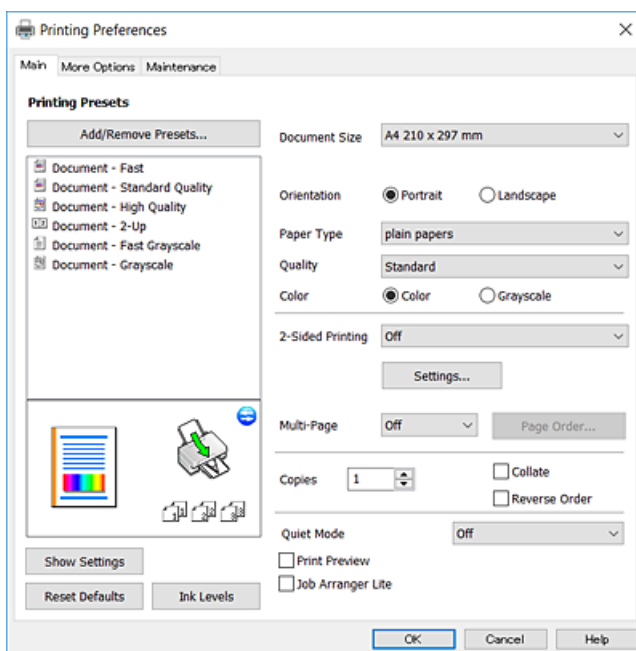 Printing Preferences
Main More Options Maintenance
Printing Presets
Add/Remove Presets...
Document - Fast
Document - Standard Quality
Document - High Quality
Document - 2-Up
Document - Fast Grayscale
Document - Grayscale
Show Settings
Reset Defaults Ink Levels
Document Size A4 210 x 297 mm
Orientation Portrait Landscape
Paper Type plain papers
Quality Standard
Color Color Grayscale
2-Sided Printing Off
Settings...
Multi-Page Off Page Order...
Copies 1 Collate
Reverse Order
Quiet Mode Off
Print Preview
Job Arranger Lite
OK Cancel Help